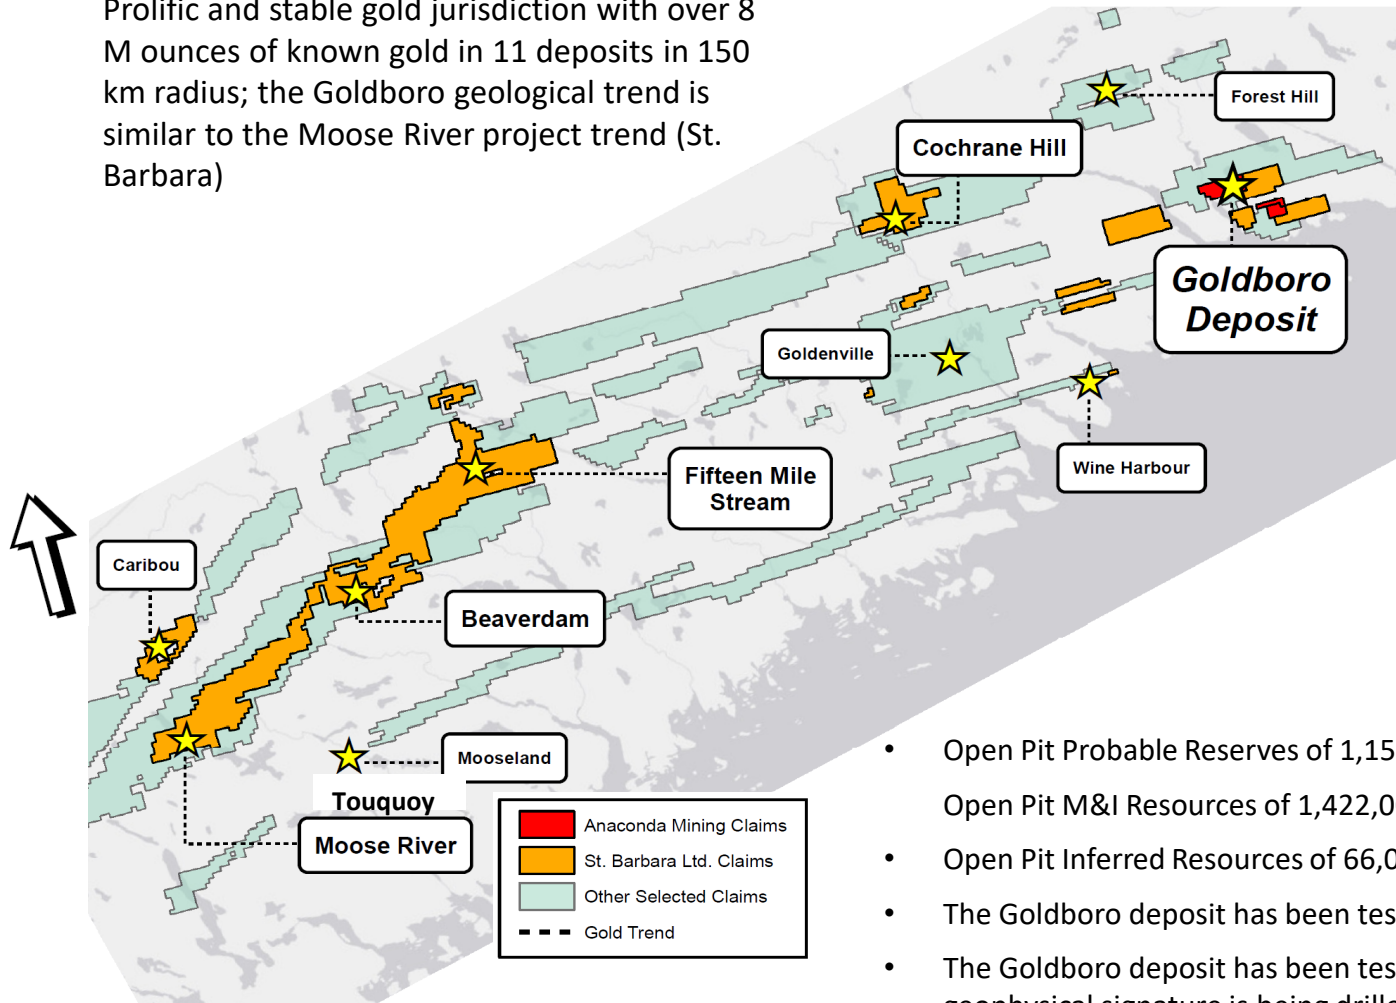 Prolific and stable gold jurisdiction with over 8
M ounces of known gold in 11 deposits in 150
km radius; the Goldboro geological trend is
similar to the Moose River project trend (St.
Barbara)
Forest Hill
Cochrane Hill
Goldboro
Deposit
Goldenville
Wine Harbour
Fifteen Mile
Stream
Caribou
Beaverdam
Mooseland
Touquoy
Moose River
Anaconda Mining Claims
St. Barbara Ltd. Claims
Other Selected Claims
Gold Trend
• Open Pit Probable Reserves of 1,15
Open Pit M&I Resources of 1,422,0
• Open Pit Inferred Resources of 66,0
• The Goldboro deposit has been tes
• The Goldboro deposit has been tes
geophysical signature is being drille